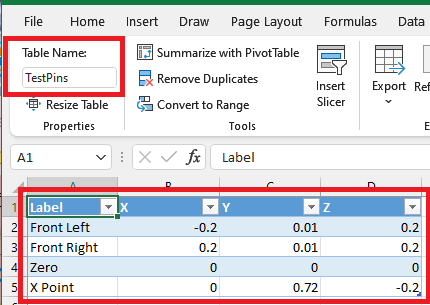 File Home Insert Draw Page Layout Formulas Da
Table Name:
TestPins
Resize Table
Properties
Summarize with PivotTable
Remove Duplicates
Convert to Range
Tools
Insert
Slicer
Export
Refr
A1 fx Label
A B C D
1 Label X Y Z
2 Front Left -0.2 0.01 0.2
3 Front Right 0.2 0.01 0.2
4 Zero 0 0 0
5 X Point 0 0.72 -0.2